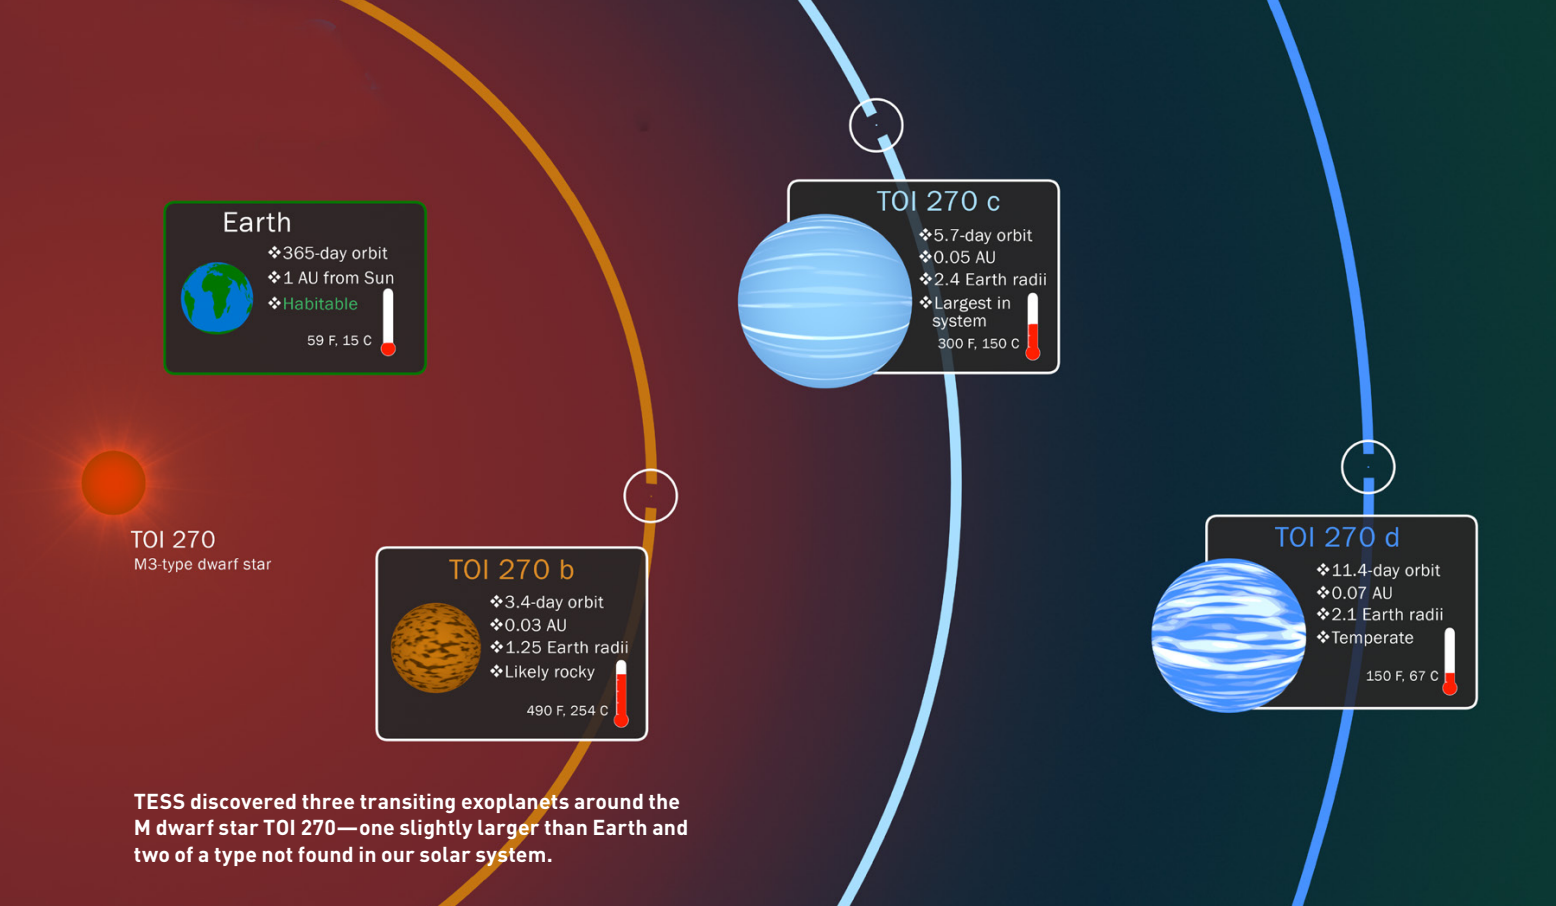 Earth
❖365-day orbit
❖1 AU from Sun
❖Habitable
59 F, 15 C
TOI 270
M3-type dwarf star
TOI 270 b
❖3.4-day orbit
❖0.03 AU
❖1.25 Earth radii
❖Likely rocky
490 F, 254 C
TOI 270 c
❖5.7-day orbit
❖0.05 AU
❖2.4 Earth radii
❖Largest in
system
300 F, 150 C
TOI 270 d
❖11.4-day orbit
❖0.07 AU
❖2.1 Earth radii
❖Temperate
150 F, 67 C
TESS discovered three transiting exoplanets around the
M dwarf star TOI 270—one slightly larger than Earth and
two of a type not found in our solar system.